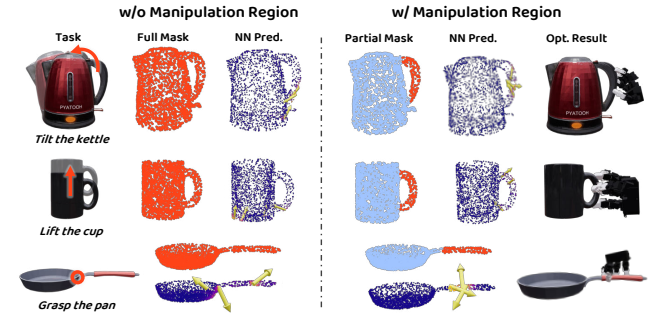 w/o Manipulation Region
w/ Manipulation Region
Task
Full Mask
NN Pred.
Partial Mask
NN Pred.
Opt. Result
PYATOOH
PYATOOH
Tilt the kettle
Lift the cup
Grasp the pan